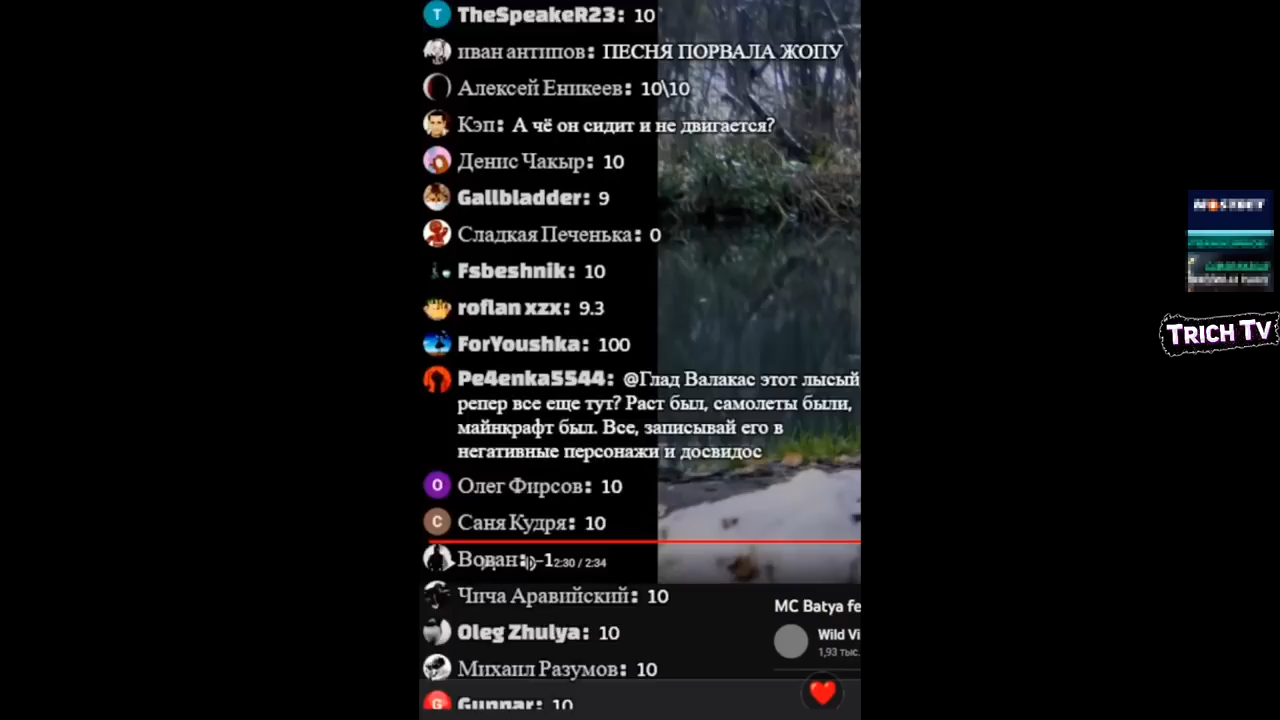 TheSpeakeR23: 10
иван антипов: ПЕСНЯ ПОРВАЛА ЖОПУ
Алексей Еникеев: 10\10
Кэп: А чё он сидит и не двигается?
Денис Чакыр: 10
Gallbladder: 9
Сладкая Печенька: 0
Fsbeshnik: 10
roflan xzx: 9.3
ForYoushka: 100
Pe4enka5544: @Глад Валакас этот лысый
репер все еще тут? Раст был, самолеты были,
майнкрафт был. Все, записывай его в
негативные персонажи и досвидос
Олег Фирсов: 10
Саня Кудря: 10
Вован: -1
2:30 / 2:34
Чича Аравийский: 10
MC Batya fe
Oleg Zhulya: 10
Wild Vi
1,93 тыс.
Михаил Разумов: 10
Gunnar: 10
TRICH TV